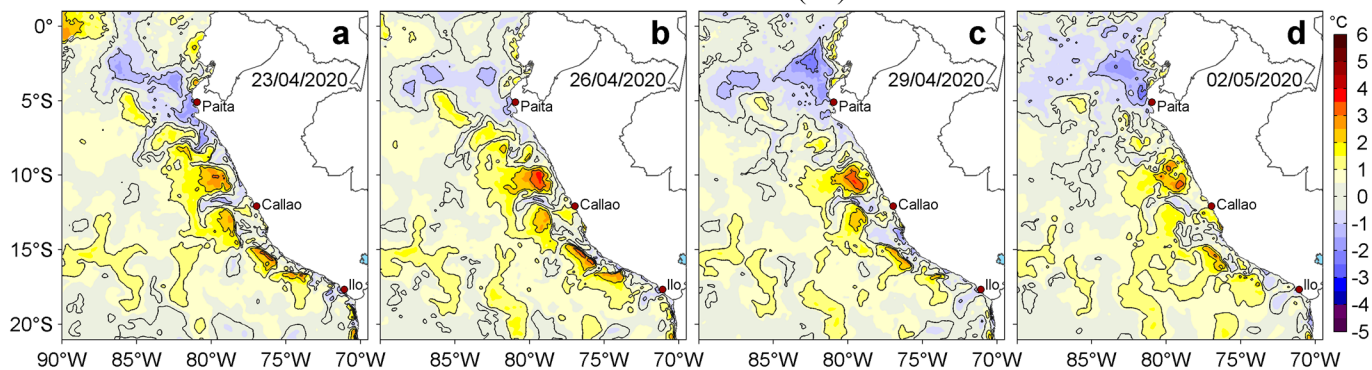 a
b
c
d
°C
23/04/2020
26/04/2020
29/04/2020
02/05/2020
Paita
Paita
Paita
Paita
Callao
Callao
Callao
Callao
Ilo
Ilo
Ilo
Ilo
0°
5°S
10°S
15°S
20°S
90°W 85°W 80°W 75°W 70°W
85°W 80°W 75°W 70°W
85°W 80°W 75°W 70°W
85°W 80°W 75°W 70°W
6
5
4
3
2
1
0
-1
-2
-3
-4
-5